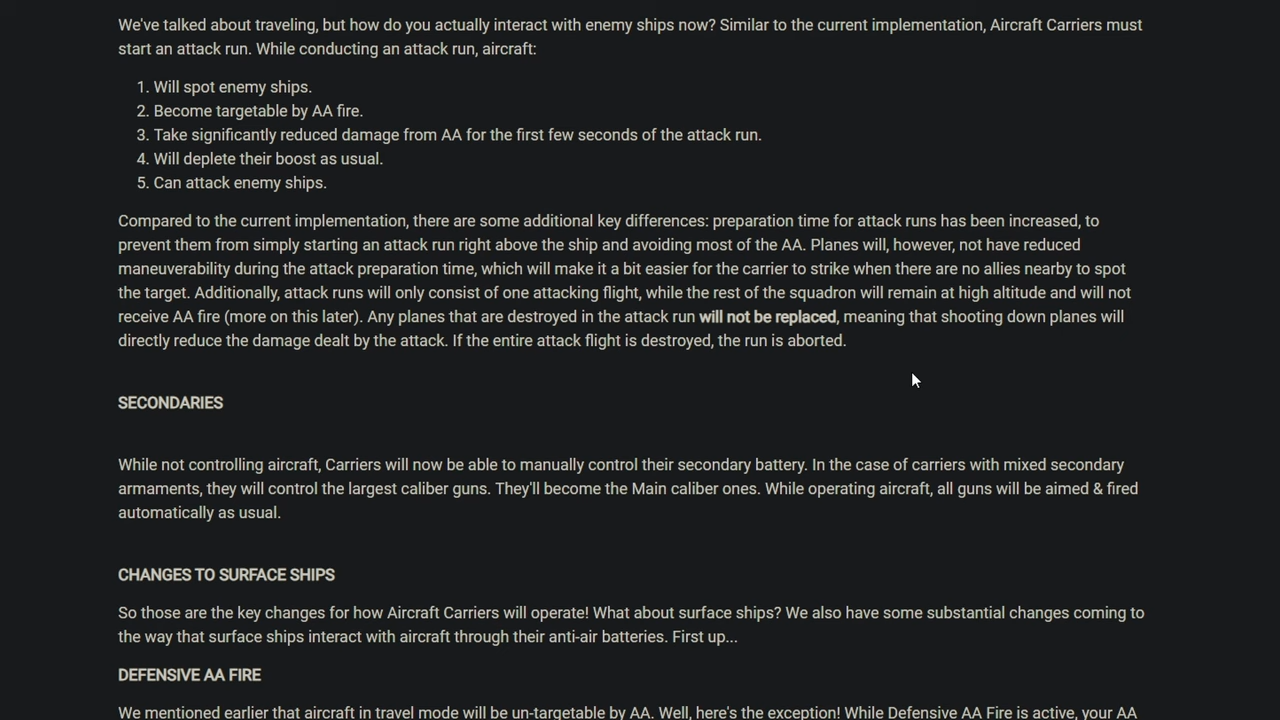 We've talked about traveling, but how do you actually interact with enemy ships now? Similar to the current implementation, Aircraft Carriers must
start an attack run. While conducting an attack run, aircraft:
1. Will spot enemy ships.
2. Become targetable by AA fire.
3. Take significantly reduced damage from AA for the first few seconds of the attack run.
4. Will deplete their boost as usual.
5. Can attack enemy ships.
Compared to the current implementation, there are some additional key differences: preparation time for attack runs has been increased, to
prevent them from simply starting an attack run right above the ship and avoiding most of the AA. Planes will, however, not have reduced
maneuverability during the attack preparation time, which will make it a bit easier for the carrier to strike when there are no allies nearby to spot
the target. Additionally, attack runs will only consist of one attacking flight, while the rest of the squadron will remain at high altitude and will not
receive AA fire (more on this later). Any planes that are destroyed in the attack run will not be replaced, meaning that shooting down planes will
directly reduce the damage dealt by the attack. If the entire attack flight is destroyed, the run is aborted.
SECONDARIES
While not controlling aircraft, Carriers will now be able to manually control their secondary battery. In the case of carriers with mixed secondary
armaments, they will control the largest caliber guns. They'll become the Main caliber ones. While operating aircraft, all guns will be aimed & fired
automatically as usual.
CHANGES TO SURFACE SHIPS
So those are the key changes for how Aircraft Carriers will operate! What about surface ships? We also have some substantial changes coming to
the way that surface ships interact with aircraft through their anti-air batteries. First up...
DEFENSIVE AA FIRE
We mentioned earlier that aircraft in travel mode will be un-targetable by AA. Well, here's the exception! While Defensive AA Fire is active, your AA